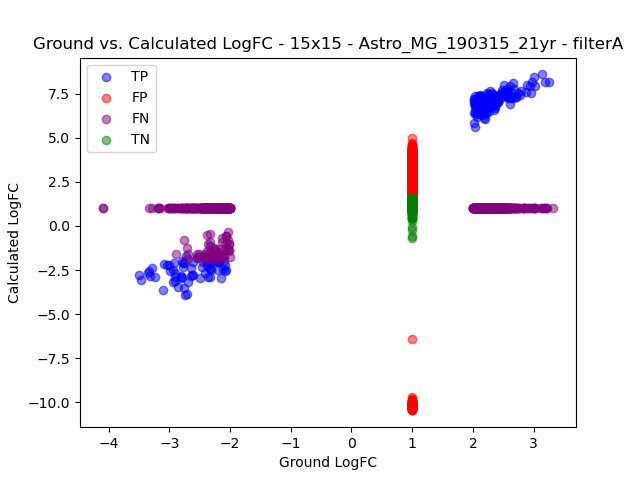 Ground vs. Calculated LogFC - 15x15 - Astro_MG_190315_21yr - filterA
TP
FP
FN
TN
7.5
5.0
2.5
0.0
−2.5
−5.0
−7.5
−10.0
Calculated LogFC
−4 −3 −2 −1 0 1 2 3
Ground LogFC